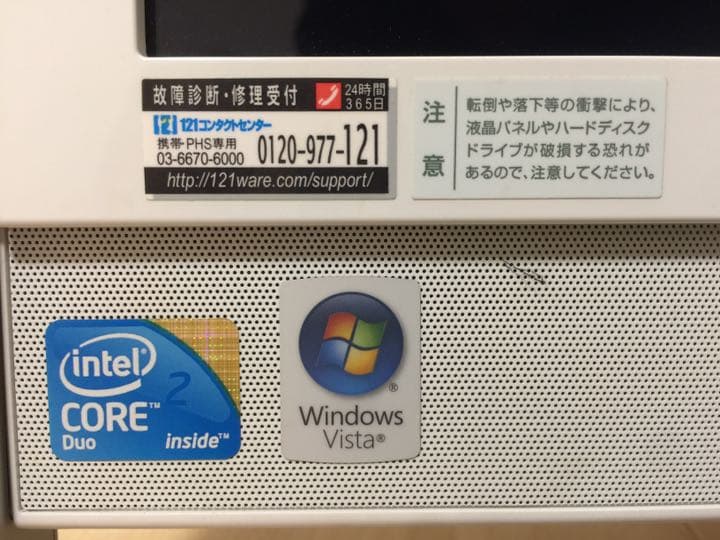 故障診断・修理受付 24時間
365日
121 121コンタクトセンター
携帯・PHS専用
03-6670-6000 0120-977-121
http://121ware.com/support/
注意
転倒や落下等の衝撃により、
液晶パネルやハードディスク
ドライブが破損する恐れが
あるので、注意してください。
intel
CORE™ 2
Duo inside™
Windows
Vista®